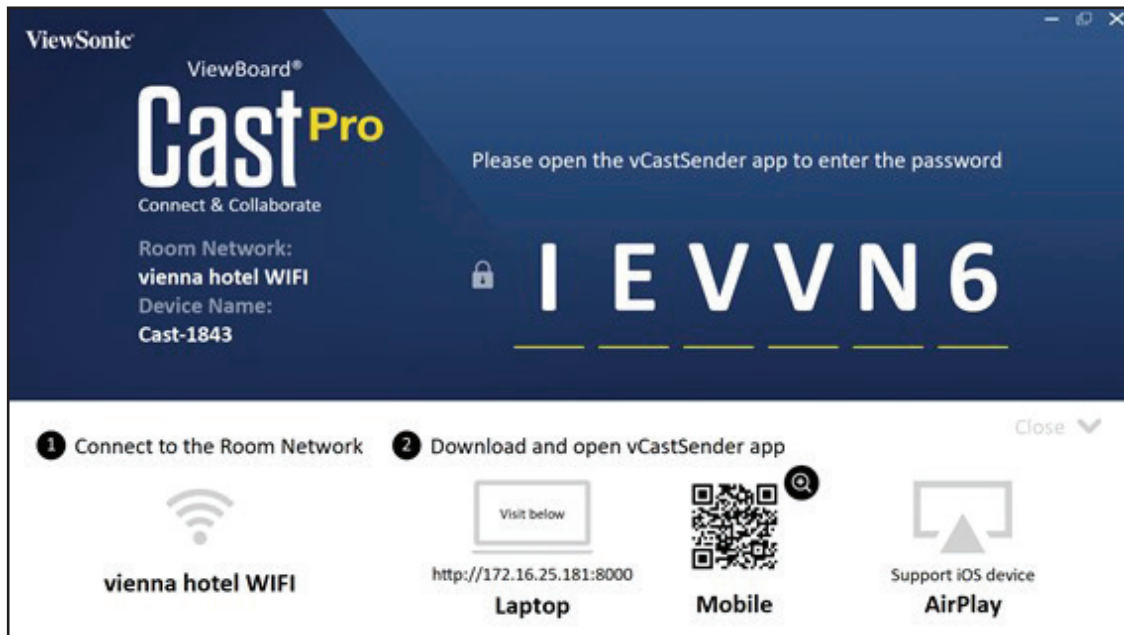 ViewSonic
ViewBoard®
Cast Pro
Connect & Collaborate
Room Network:
vienna hotel WIFI
Device Name:
Cast-1843
Please open the vCastSender app to enter the password
I E V V N 6
Close
1 Connect to the Room Network
vienna hotel WIFI
2 Download and open vCastSender app
Visit below
http://172.16.25.181:8000
Laptop
Mobile
Support iOS device
AirPlay